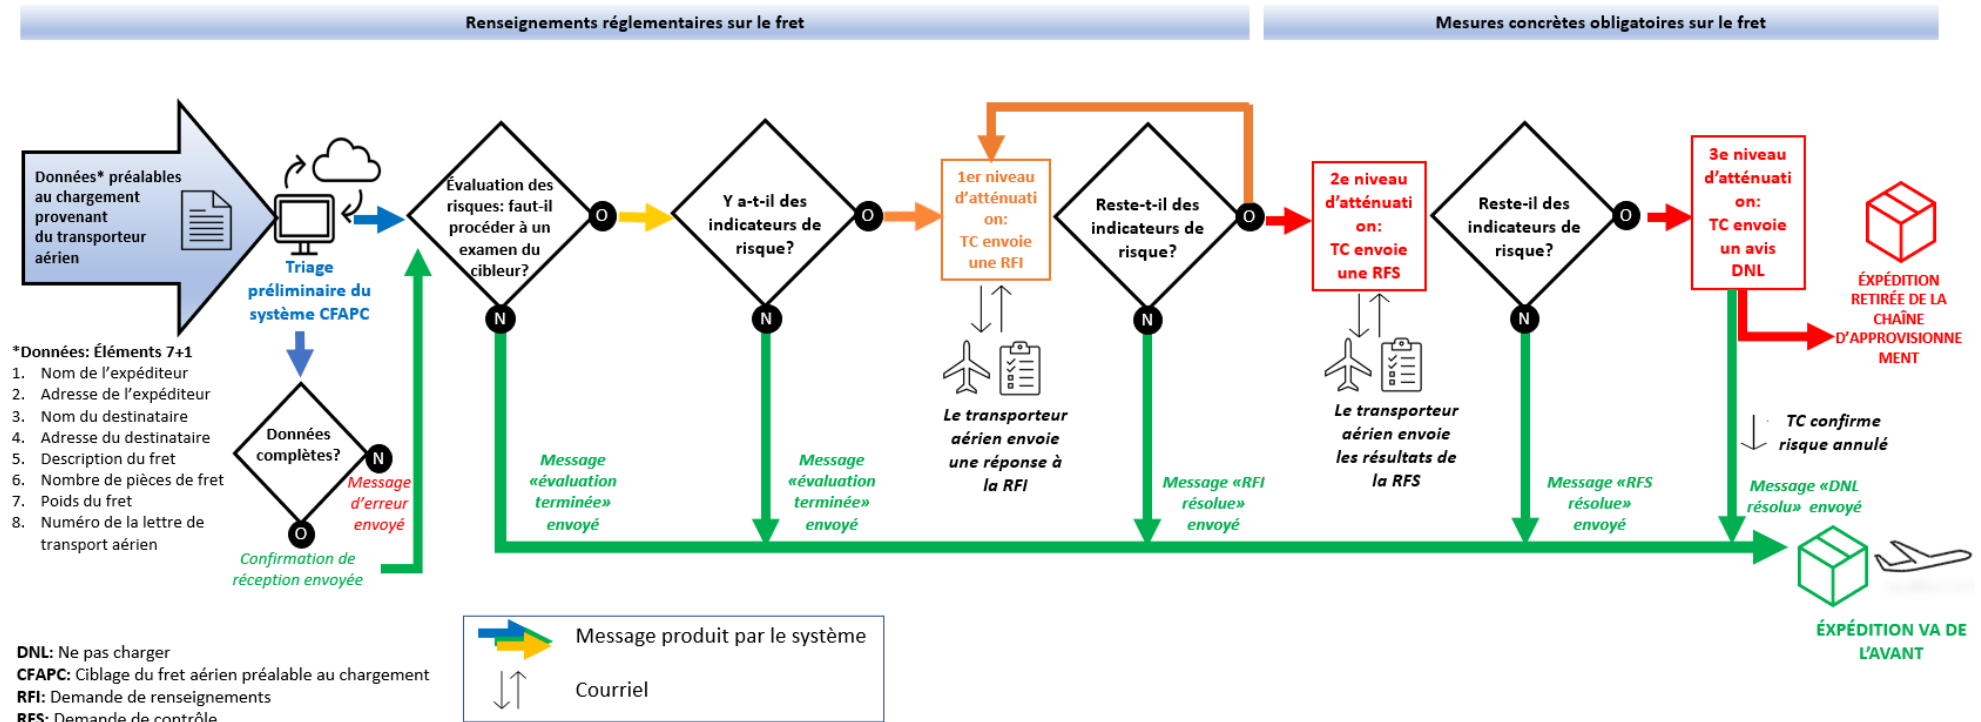 Renseignements réglementaires sur le fret
Mesures concrètes obligatoires sur le fret
Données* préalables
au chargement
provenant
du transporteur
aérien
Triage
préliminaire du
système CFAPC
*Données: Éléments 7+1
1. Nom de l'expéditeur
2. Adresse de l'expéditeur
3. Nom du destinataire
4. Adresse du destinataire
5. Description du fret
6. Nombre de pièces de fret
7. Poids du fret
8. Numéro de la lettre de
transport aérien
Données
complètes?
N
Message
d'erreur
envoyé
O
Confirmation de
réception envoyée
Évaluation des
risques: faut-il
procéder à un
examen du
cibleur?
O
N
Message
«évaluation
terminée»
envoyé
Y a-t-il des
indicateurs de
risque?
O
N
Message
«évaluation
terminée»
envoyé
1er niveau
d'atténuati
on:
TC envoie
une RFI
Le transporteur
aérien envoie
une réponse à
la RFI
Reste-t-il des
indicateurs de
risque?
O
N
Message «RFI
résolue»
envoyé
2e niveau
d'atténuati
on:
TC envoie
une RFS
Le transporteur
aérien envoie
les résultats de
la RFS
Reste-il des
indicateurs de
risque?
O
N
Message «RFS
résolue»
envoyé
3e niveau
d'atténuati
on:
TC envoie
un avis
DNL
ÉXPÉDITION
RETIRÉE DE LA
CHAÎNE
D'APPROVISIONNE
MENT
TC confirme
risque annulé
Message «DNL
résolu» envoyé
ÉXPÉDITION VA DE
L'AVANT
DNL: Ne pas charger
CFAPC: Ciblage du fret aérien préalable au chargement
RFI: Demande de renseignements
RFS: Demande de contrôle
Message produit par le système
Courriel